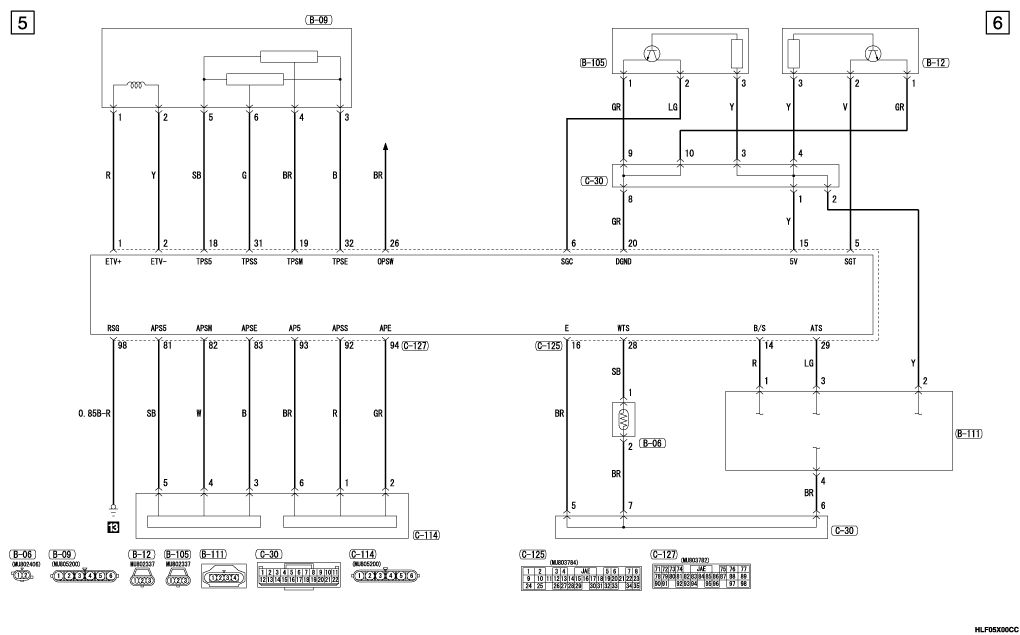 5
6
B-09
B-105
B-12
1 2 5 6 4 3
1 2 3
3 2 1
R Y SB G BR B BR
GR LG Y Y V GR
9 10 3 4
C-30
8 1 2
GR Y
1 2 18 31 19 32 26 6 20 15 5
ETV+ ETV- TPS5 TPSS TPSM TPSE OPSW SGC DGND 5V SGT
RSG APS5 APSM APSE AP5 APSS APE E WTS B/S ATS
98 81 82 83 93 92 94 C-127 C-125 16 28 14 29
SB R LG Y
1 1 3 2
0.85B-R SB W B BR R GR BR
B-06
2
B-111
BR
4
BR
5 4 3 6 1 2 5 7 6
13
C-114
C-30
B-06 B-09 B-12 B-105 B-111 C-30 C-114 C-125 C-127
(MU802406) (MU805200) MU802337 MU802337 (MU805200) (MU803784) (MU803782)
1 2
1 2 3 4 5 6
1 2 3
1 2 3
1 2 3 4
1 2 3 4 5 6 7 8 9 10 11
12 13 14 15 16 17 18 19 20 21 22
1 2 3 4 5 6
1 2 3 4 JAE 5 6 7 8
9 10 11 12 13 14 15 16 17 18 19 20 21 22 23
24 25 26 27 28 29 30 31 32 33 34 35
71 72 73 74 JAE 75 76 77
78 79 80 81 82 83 84 85 86 87 88 89
90 91 92 93 94 95 96 97 98
HLF05X00CC